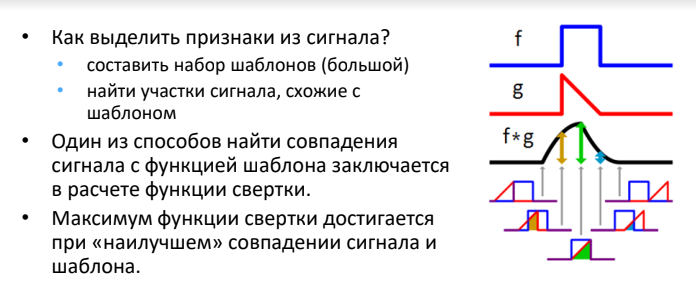 • Как выделить признаки из сигнала?
• составить набор шаблонов (большой)
• найти участки сигнала, схожие с
шаблоном
• Один из способов найти совпадения
сигнала с функцией шаблона заключается
в расчете функции свертки.
• Максимум функции свертки достигается
при «наилучшем» совпадении сигнала и
шаблона.
f
g
f*g